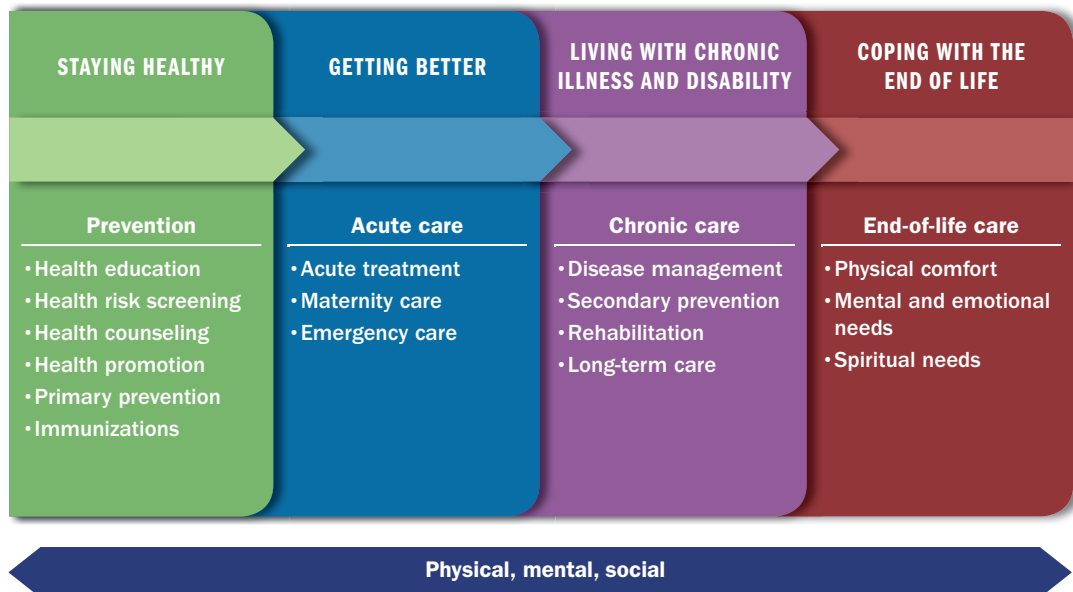 STAYING HEALTHY
GETTING BETTER
LIVING WITH CHRONIC
ILLNESS AND DISABILITY
COPING WITH THE
END OF LIFE
Prevention
• Health education
• Health risk screening
• Health counseling
• Health promotion
• Primary prevention
• Immunizations
Acute care
• Acute treatment
• Maternity care
• Emergency care
Chronic care
• Disease management
• Secondary prevention
• Rehabilitation
• Long-term care
End-of-life care
• Physical comfort
• Mental and emotional
needs
• Spiritual needs
Physical, mental, social